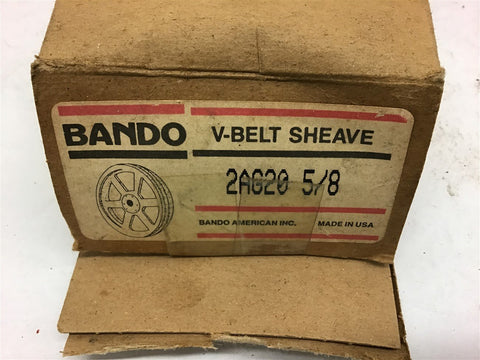 BANDO V-BELT SHEAVE
2AG20 5/8
BANDO AMERICAN INC. MADE IN USA